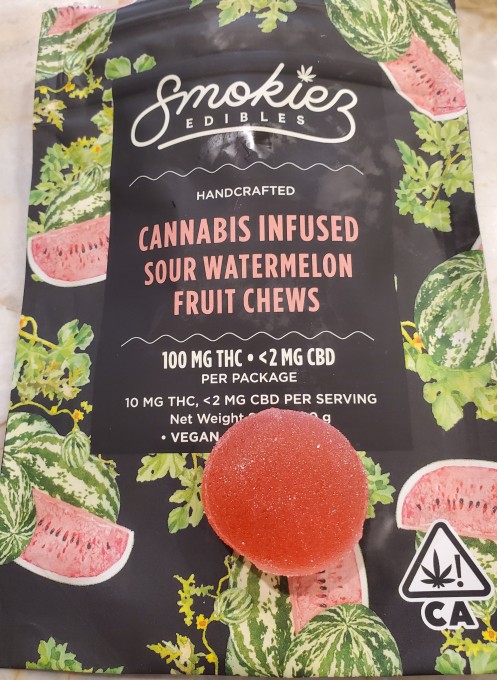 Smokiez
EDIBLES
HANDCRAFTED
CANNABIS INFUSED
SOUR WATERMELON
FRUIT CHEWS
100 MG THC • <2 MG CBD
PER PACKAGE
10 MG THC, <2 MG CBD PER SERVING
Net Weight g
• VEGAN
!
CA